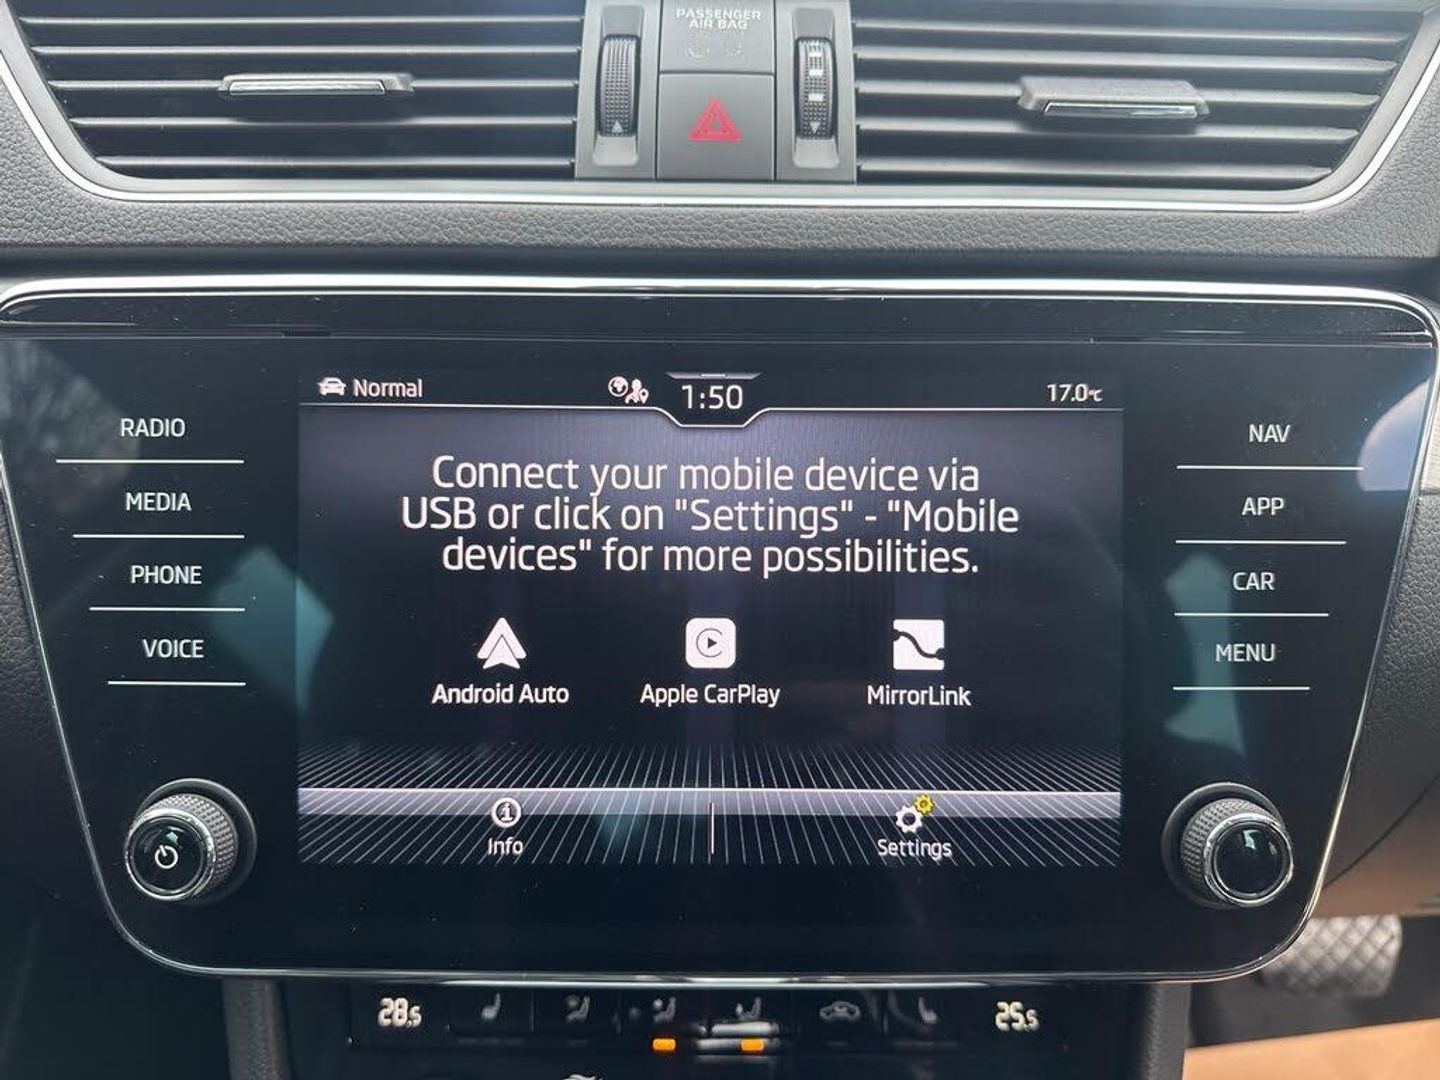 PASSENGER
AIR BAG
Normal
1:50
17.0°C
RADIO
MEDIA
PHONE
VOICE
Connect your mobile device via
USB or click on "Settings" - "Mobile
devices" for more possibilities.
Android Auto
Apple CarPlay
MirrorLink
Info
Settings
NAV
APP
CAR
MENU
28.5
25.5